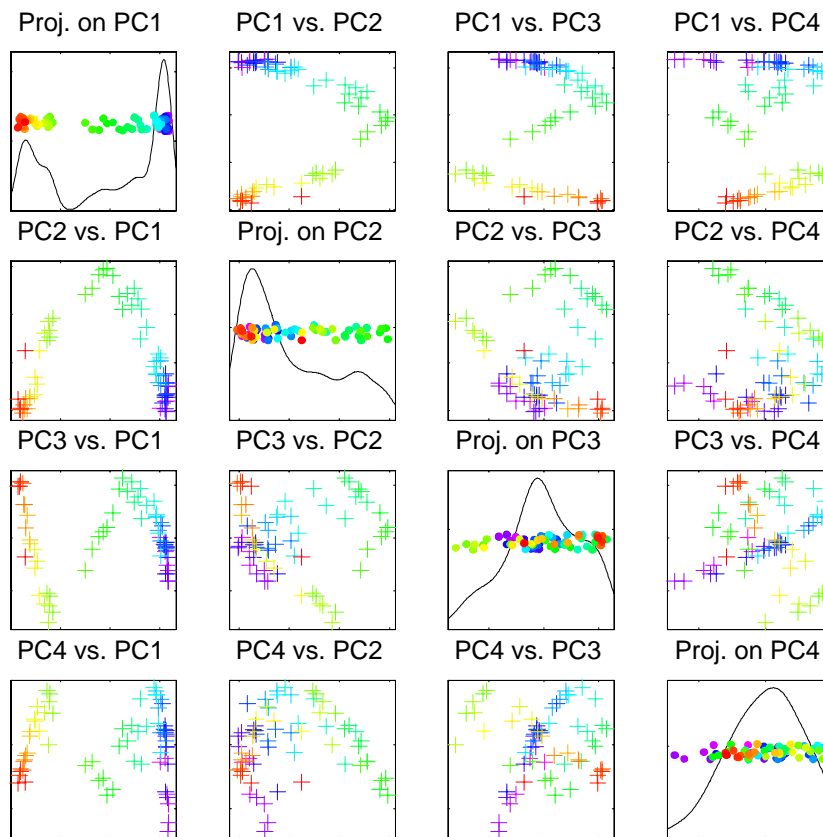 Proj. on PC1
PC1 vs. PC2
PC1 vs. PC3
PC1 vs. PC4
PC2 vs. PC1
Proj. on PC2
PC2 vs. PC3
PC2 vs. PC4
PC3 vs. PC1
PC3 vs. PC2
Proj. on PC3
PC3 vs. PC4
PC4 vs. PC1
PC4 vs. PC2
PC4 vs. PC3
Proj. on PC4